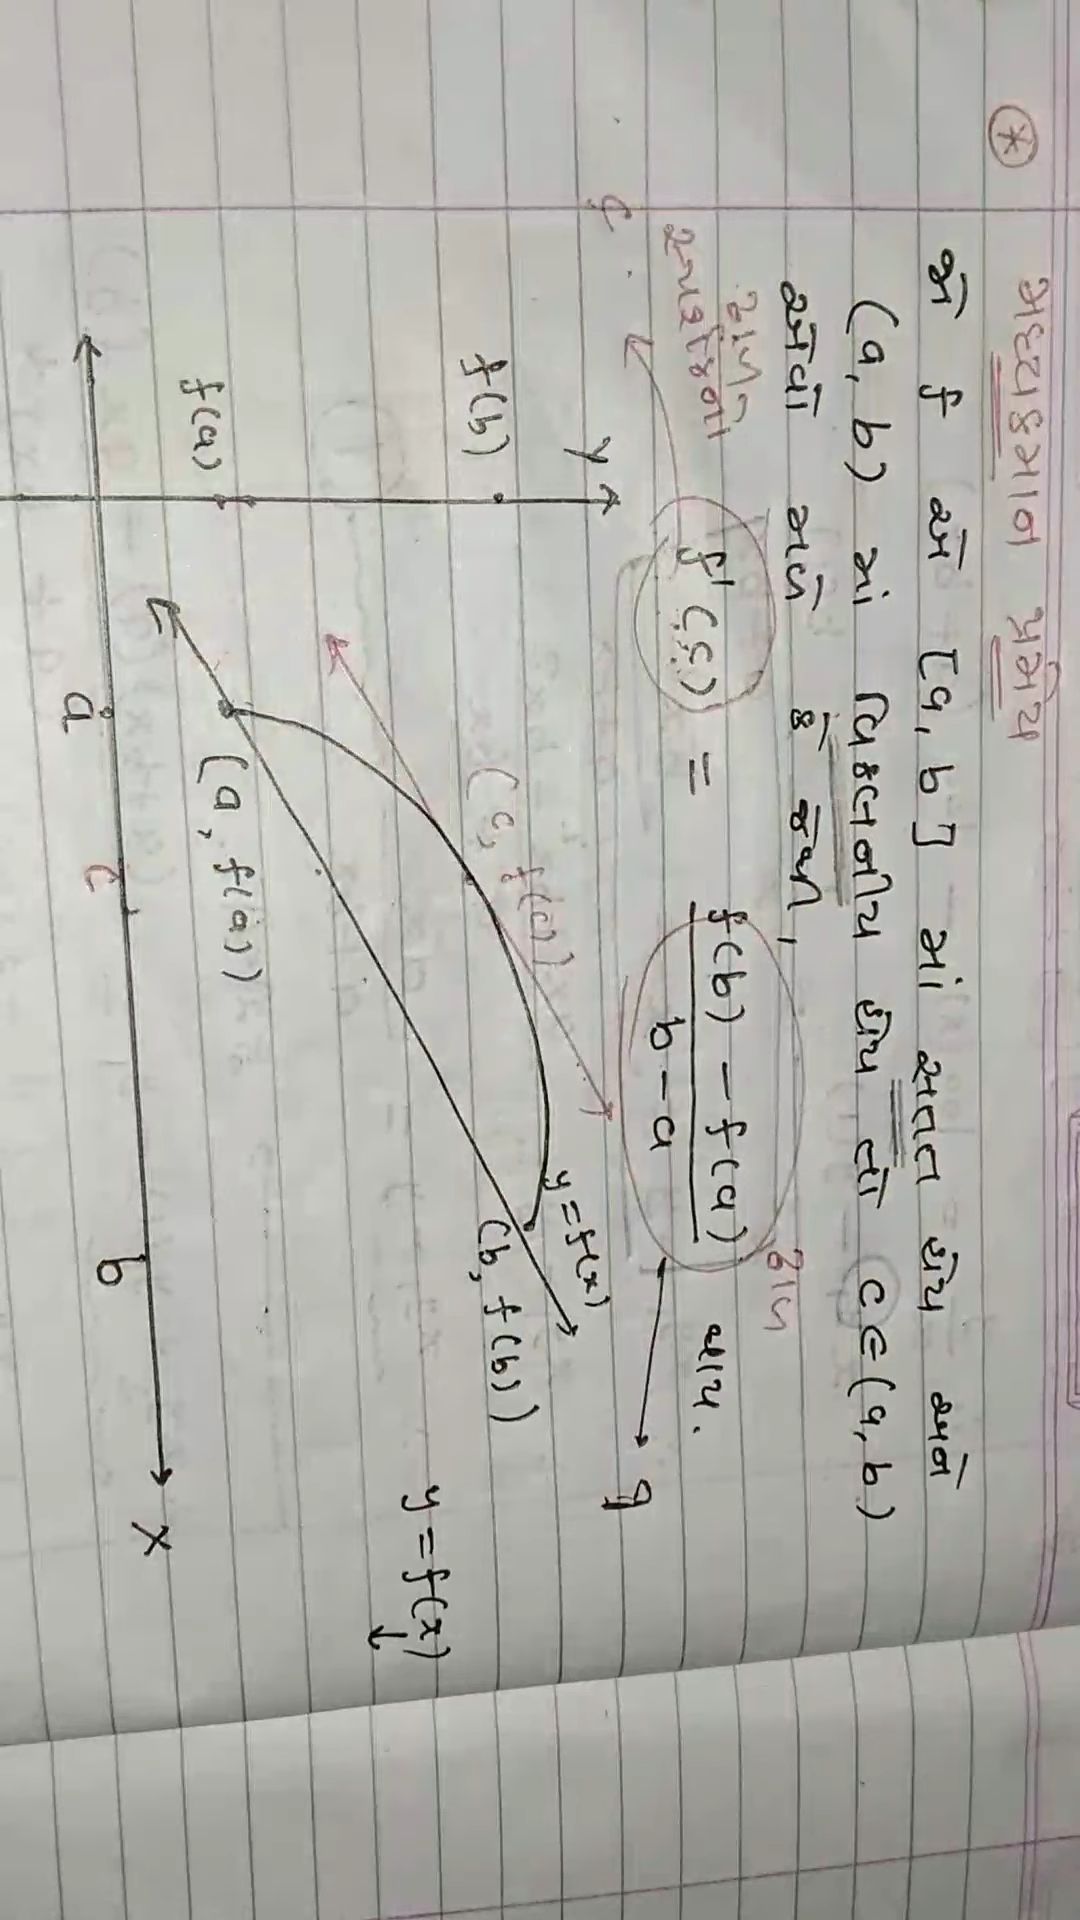 * મધ્યકમાન પ્રમેય
જો f એ [a, b] માં સતત હોય અને
(a, b) માં વિકલનીય હોય તો c ∈ (a, b)
એવો મળે કે જેથી,
ઢાળ
સ્પર્શકનો
ઢાળ
f'(c) = f(b) - f(a) / b - a થાય.
y
f(b)
f(a)
(c, f(c))
y = f(x)
(b, f(b))
y = f(x)
(a, f(a))
a
c
b
x